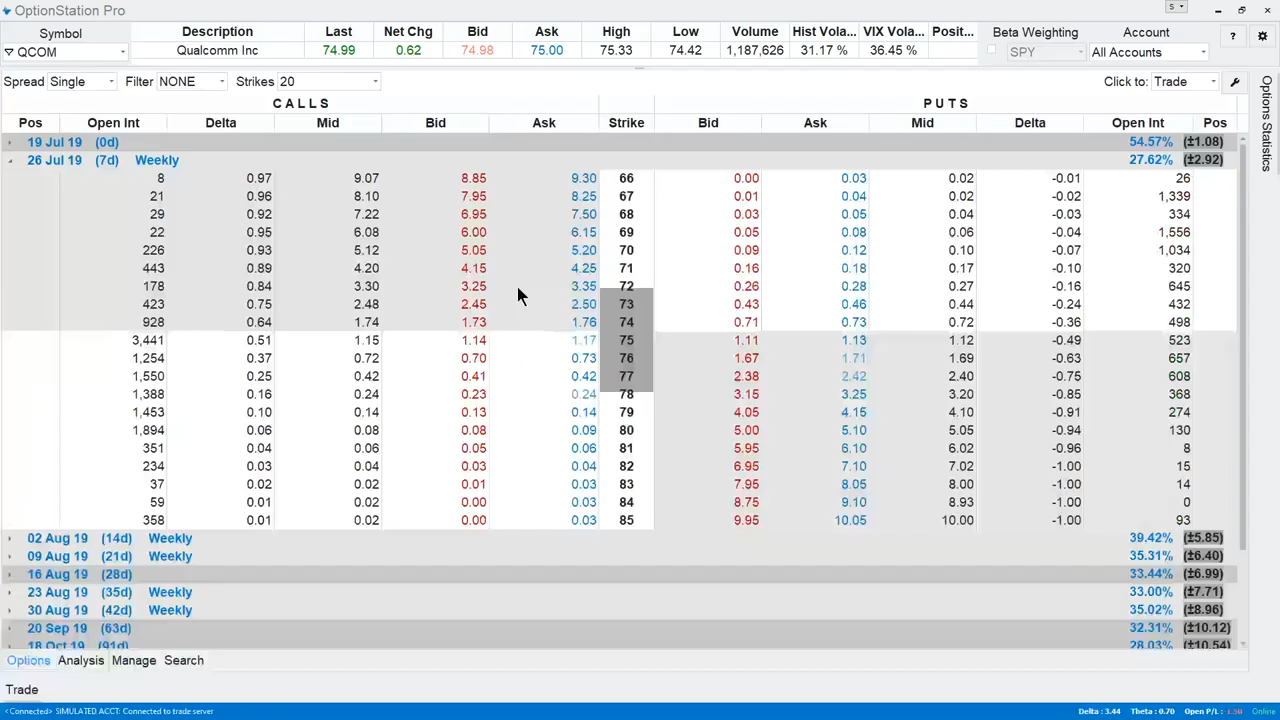 OptionStation Pro
S
Symbol Description Last Net Chg Bid Ask High Low Volume Hist Vola... VIX Vola... Posit... Beta Weighting Account ?
QCOM Qualcomm Inc 74.99 0.62 74.98 75.00 75.33 74.42 1,187,626 31.17 % 36.45 % SPY All Accounts
Spread Single Filter NONE Strikes 20 Click to: Trade
CALLS PUTS
Pos Open Int Delta Mid Bid Ask Strike Bid Ask Mid Delta Open Int Pos
19 Jul 19 (0d) 54.57% (±1.08)
26 Jul 19 (7d) Weekly 27.62% (±2.92)
8 0.97 9.07 8.85 9.30 66 0.00 0.03 0.02 -0.01 26
21 0.96 8.10 7.95 8.25 67 0.01 0.04 0.02 -0.02 1,339
29 0.92 7.22 6.95 7.50 68 0.03 0.05 0.04 -0.03 334
22 0.95 6.08 6.00 6.15 69 0.05 0.08 0.06 -0.04 1,556
226 0.93 5.12 5.05 5.20 70 0.09 0.12 0.10 -0.07 1,034
443 0.89 4.20 4.15 4.25 71 0.16 0.18 0.17 -0.10 320
178 0.84 3.30 3.25 3.35 72 0.26 0.28 0.27 -0.16 645
423 0.75 2.48 2.45 2.50 73 0.43 0.46 0.44 -0.24 432
928 0.64 1.74 1.73 1.76 74 0.71 0.73 0.72 -0.36 498
3,441 0.51 1.15 1.14 1.17 75 1.11 1.13 1.12 -0.49 523
1,254 0.37 0.72 0.70 0.73 76 1.67 1.71 1.69 -0.63 657
1,550 0.25 0.42 0.41 0.42 77 2.38 2.42 2.40 -0.75 608
1,388 0.16 0.24 0.23 0.24 78 3.15 3.25 3.20 -0.85 368
1,453 0.10 0.14 0.13 0.14 79 4.05 4.15 4.10 -0.91 274
1,894 0.06 0.08 0.08 0.09 80 5.00 5.10 5.05 -0.94 130
351 0.04 0.06 0.05 0.06 81 5.95 6.10 6.02 -0.96 8
234 0.03 0.04 0.03 0.04 82 6.95 7.10 7.02 -1.00 15
37 0.02 0.02 0.01 0.03 83 7.95 8.05 8.00 -1.00 14
59 0.01 0.02 0.00 0.03 84 8.75 9.10 8.93 -1.00 0
358 0.01 0.02 0.00 0.03 85 9.95 10.05 10.00 -1.00 93
02 Aug 19 (14d) Weekly 39.42% (±5.85)
09 Aug 19 (21d) Weekly 35.31% (±6.40)
16 Aug 19 (28d) 33.44% (±6.99)
23 Aug 19 (35d) Weekly 33.00% (±7.71)
30 Aug 19 (42d) Weekly 35.02% (±8.96)
20 Sep 19 (63d) 32.31% (±10.12)
18 Oct 19 (91d) 28.03% (±10.54)
Options Statistics
Options Analysis Manage Search
Trade
<Connected> SIMULATED ACCT: Connected to trade server Delta : 3.44 Theta : 0.70 Open P/L : 1.50 Online